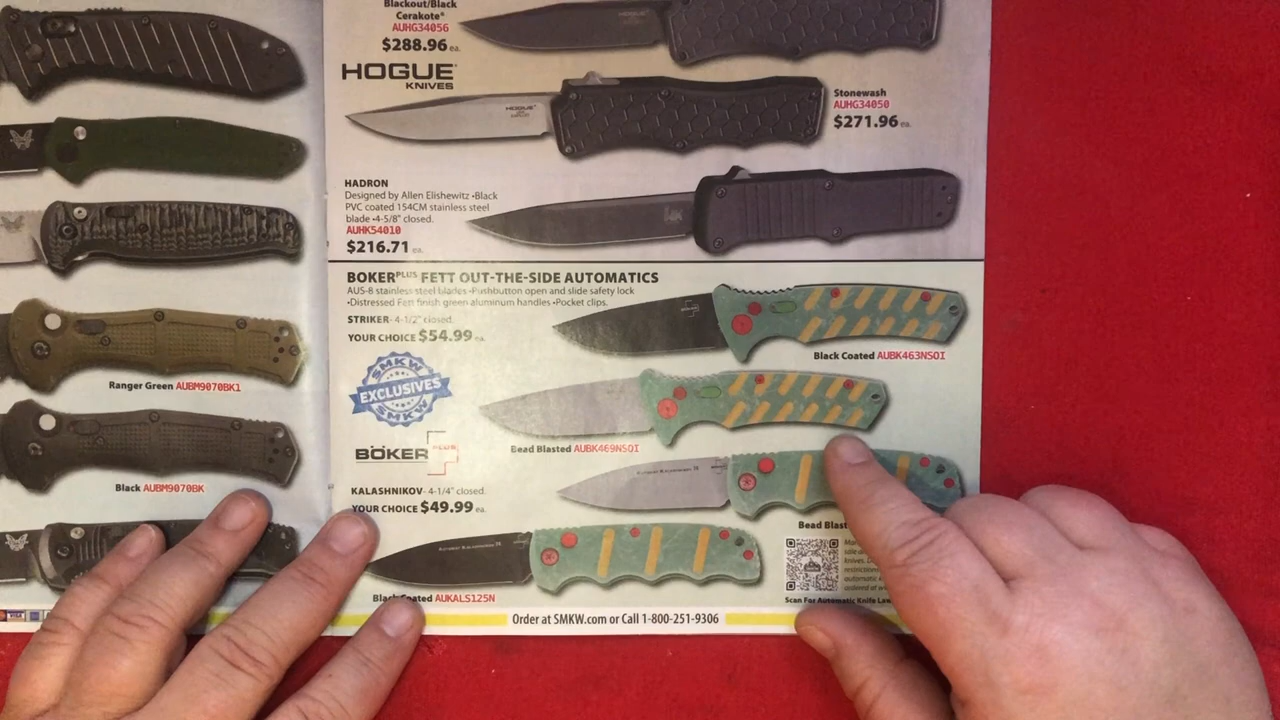 Blackout/Black
Cerakote®
AUHG34056
$288.96 ea.
HOGUE®
KNIVES
HOGUE
Stonewash
AUHG34050
$271.96 ea.
HADRON
Designed by Allen Elishewitz •Black
PVC coated 154CM stainless steel
blade •4-5/8" closed.
AUHK54010
$216.71 ea.
BOKER PLUS FETT OUT-THE-SIDE AUTOMATICS
AUS-8 stainless steel blades •Pushbutton open and slide safety lock
•Distressed Fett finish green aluminum handles •Pocket clips.
STRIKER- 4-1/2" closed.
YOUR CHOICE $54.99 ea.
Black Coated AUBK463NSOI
SMKW
EXCLUSIVES
SMKW
Bead Blasted AUBK469NSOI
BÖKER PLUS
KALASHNIKOV- 4-1/4" closed.
YOUR CHOICE $49.99 ea.
Bead Blast
Black Coated AUKALS125N
Scan For Automatic Knife Law
Order at SMKW.com or Call 1-800-251-9306
Ranger Green AUBM9070BK1
Black AUBM9070BK